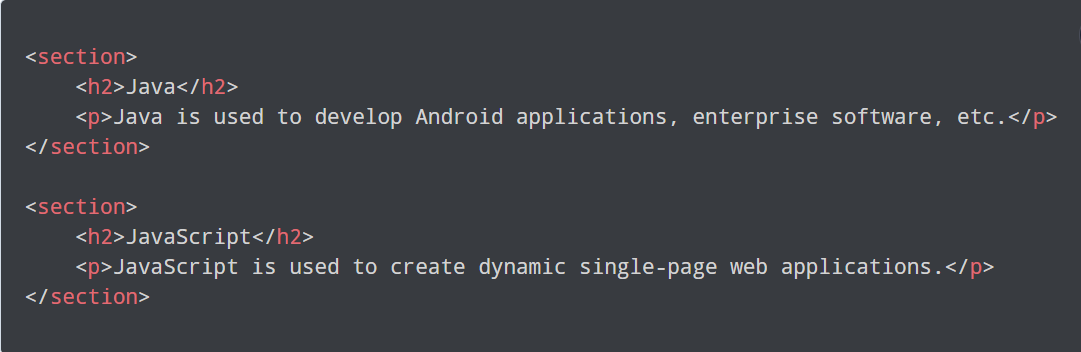 <section>
    <h2>Java</h2>
    <p>Java is used to develop Android applications, enterprise software, etc.</p>
</section>
<section>
    <h2>JavaScript</h2>
    <p>JavaScript is used to create dynamic single-page web applications.</p>
</section>